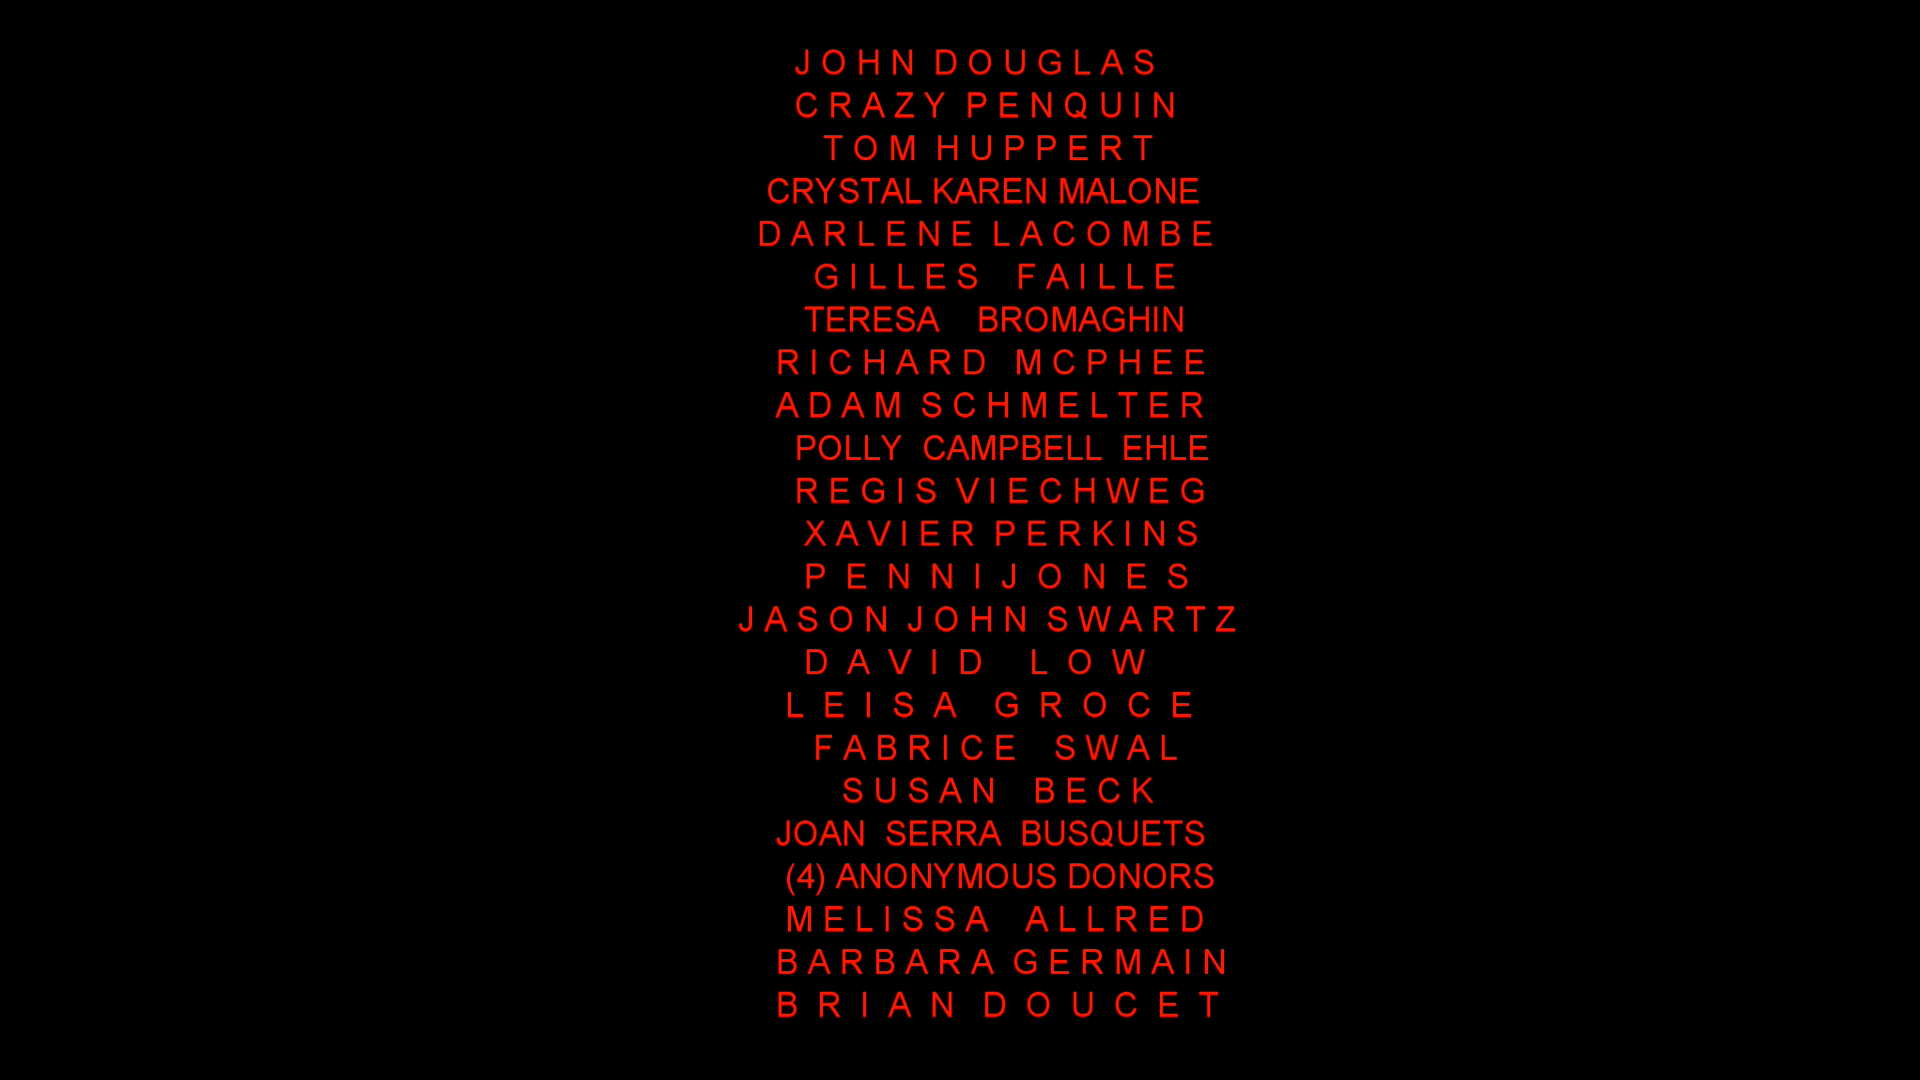 JOHN DOUGLAS
CRAZY PENQUIN
TOM HUPPERT
CRYSTAL KAREN MALONE
DARLENE LACOMBE
GILLES FAILLE
TERESA BROMAGHIN
RICHARD MCPHEE
ADAM SCHMELTER
POLLY CAMPBELL EHLE
REGIS VIECHWEG
XAVIER PERKINS
PENNI JONES
JASON JOHN SWARTZ
DAVID LOW
LEISA GROCE
FABRICE SWAL
SUSAN BECK
JOAN SERRA BUSQUETS
(4) ANONYMOUS DONORS
MELISSA ALLRED
BARBARA GERMAIN
BRIAN DOUCET